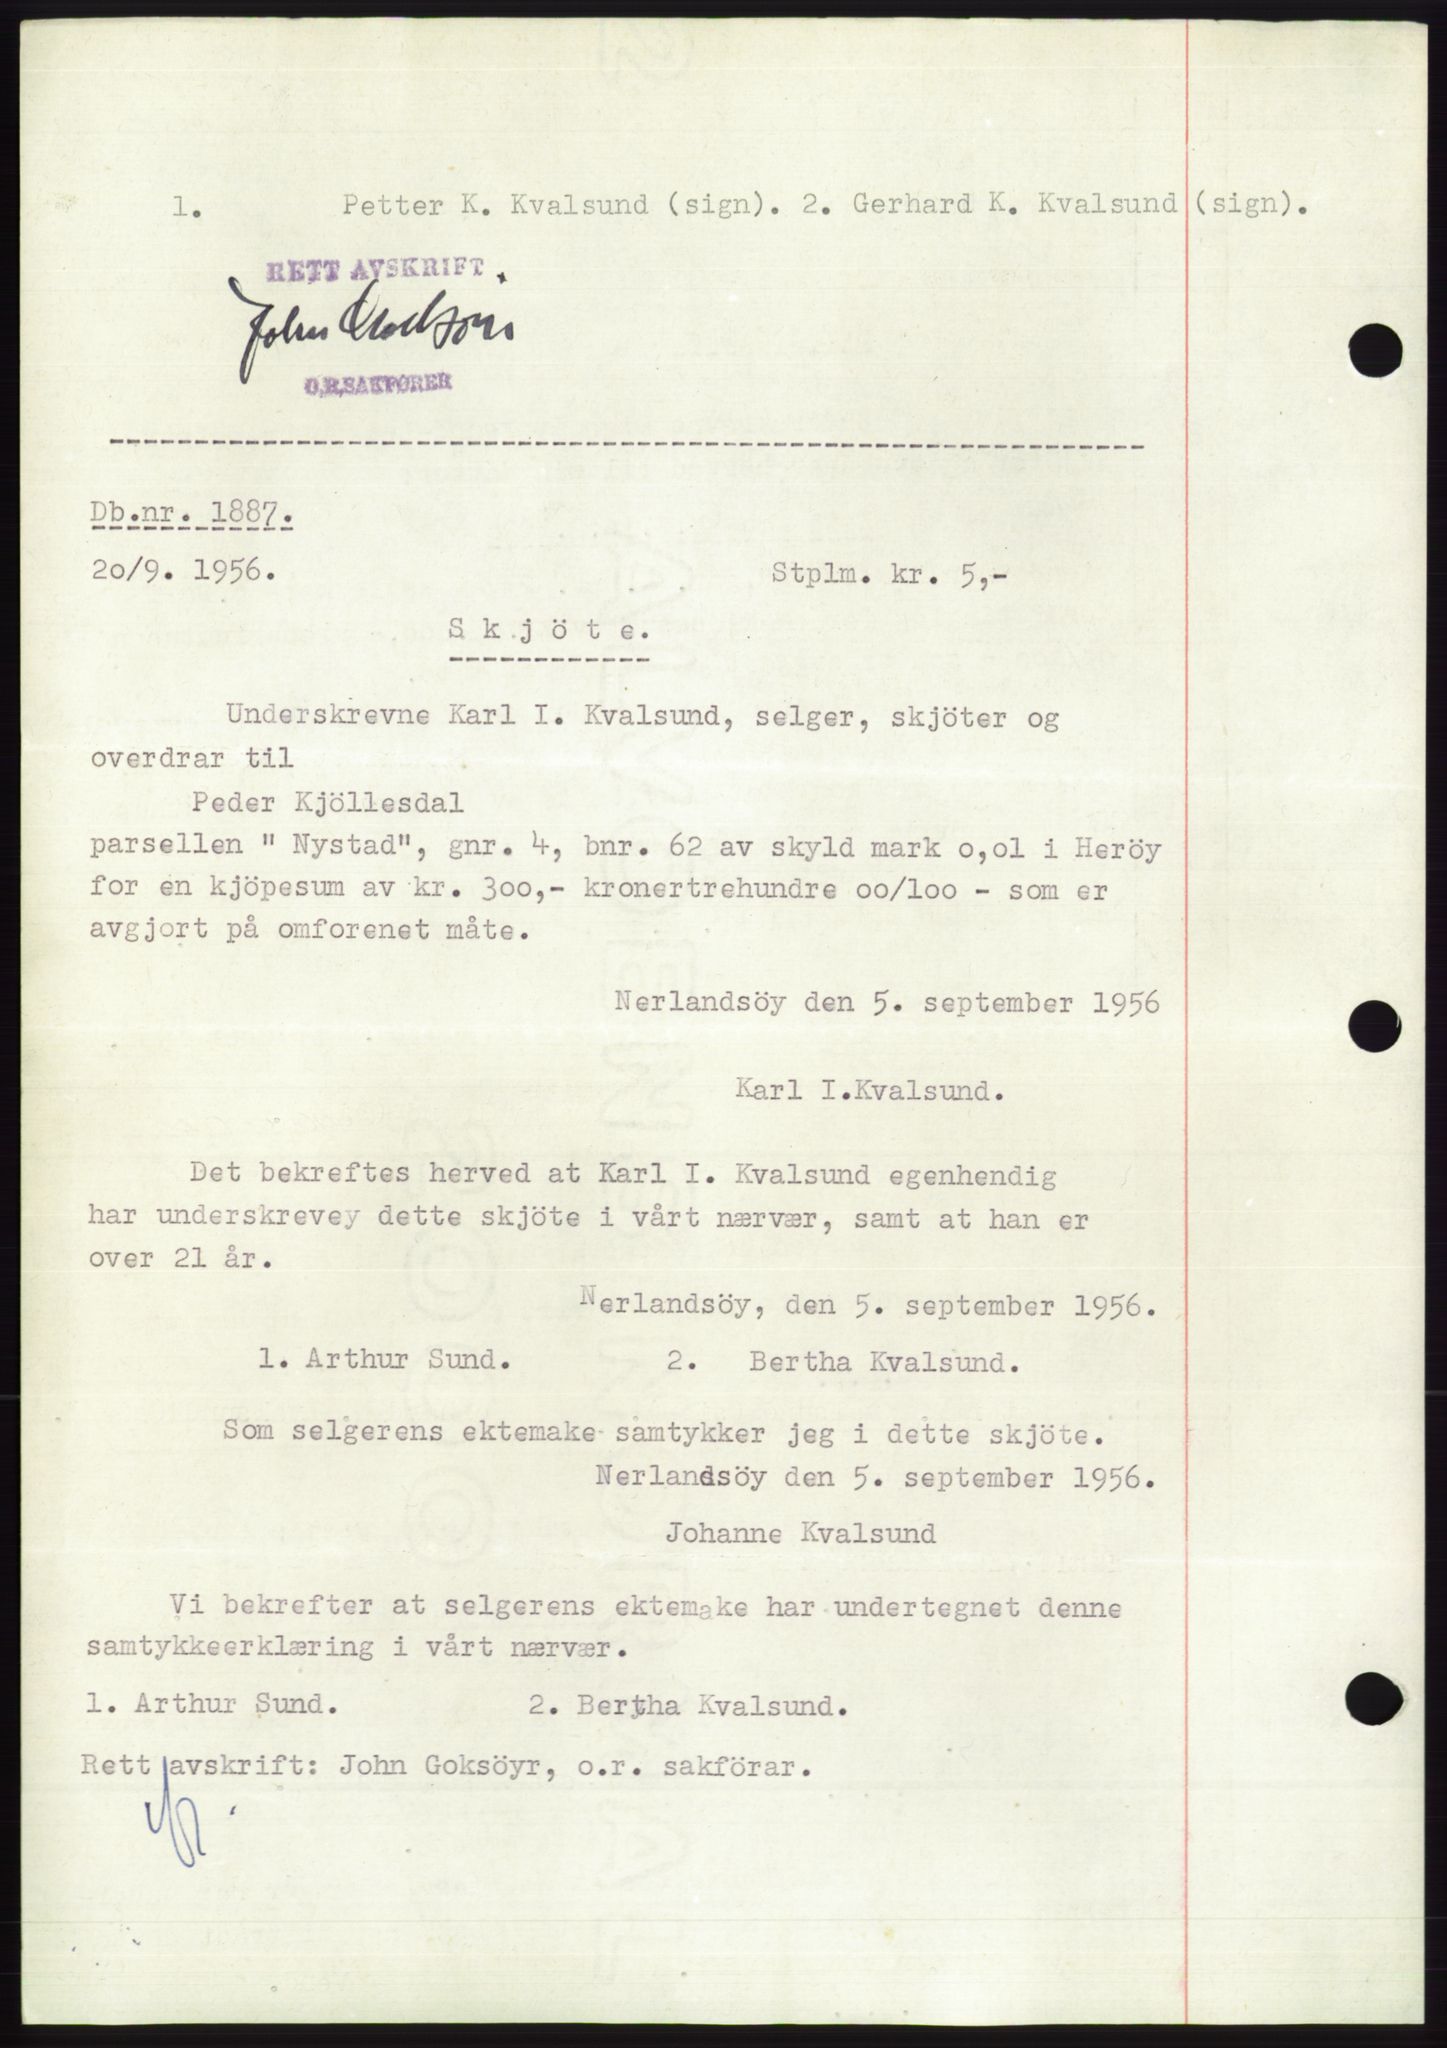 1. Petter K. Kvalsund (sign). 2. Gerhard K. Kvalsund (sign).
RETT AVSKRIFT
John Goksöyr
O.R.SAKFØRER
Db.nr. 1887.
20/9. 1956. Stplm. kr. 5,-
S k j ö t e.
Underskrevne Karl I. Kvalsund, selger, skjöter og
overdrar til
Peder Kjöllesdal
parsellen " Nystad", gnr. 4, bnr. 62 av skyld mark o,o1 i Heröy
for en kjöpesum av kr. 300,- kronertrehundre oo/100 - som er
avgjort på omforenet måte.
Nerlandsöy den 5. september 1956
Karl I.Kvalsund.
Det bekreftes herved at Karl I. Kvalsund egenhendig
har underskrevey dette skjöte i vårt nærvær, samt at han er
over 21 år.
Nerlandsöy, den 5. september 1956.
1. Arthur Sund. 2. Bertha Kvalsund.
Som selgerens ektemake samtykker jeg i dette skjöte.
Nerlandsöy den 5. september 1956.
Johanne Kvalsund
Vi bekrefter at selgerens ektemake har undertegnet denne
samtykkeerklæring i vårt nærvær.
1. Arthur Sund. 2. Bertha Kvalsund.
Rett avskrift: John Goksöyr, o.r. sakförar.